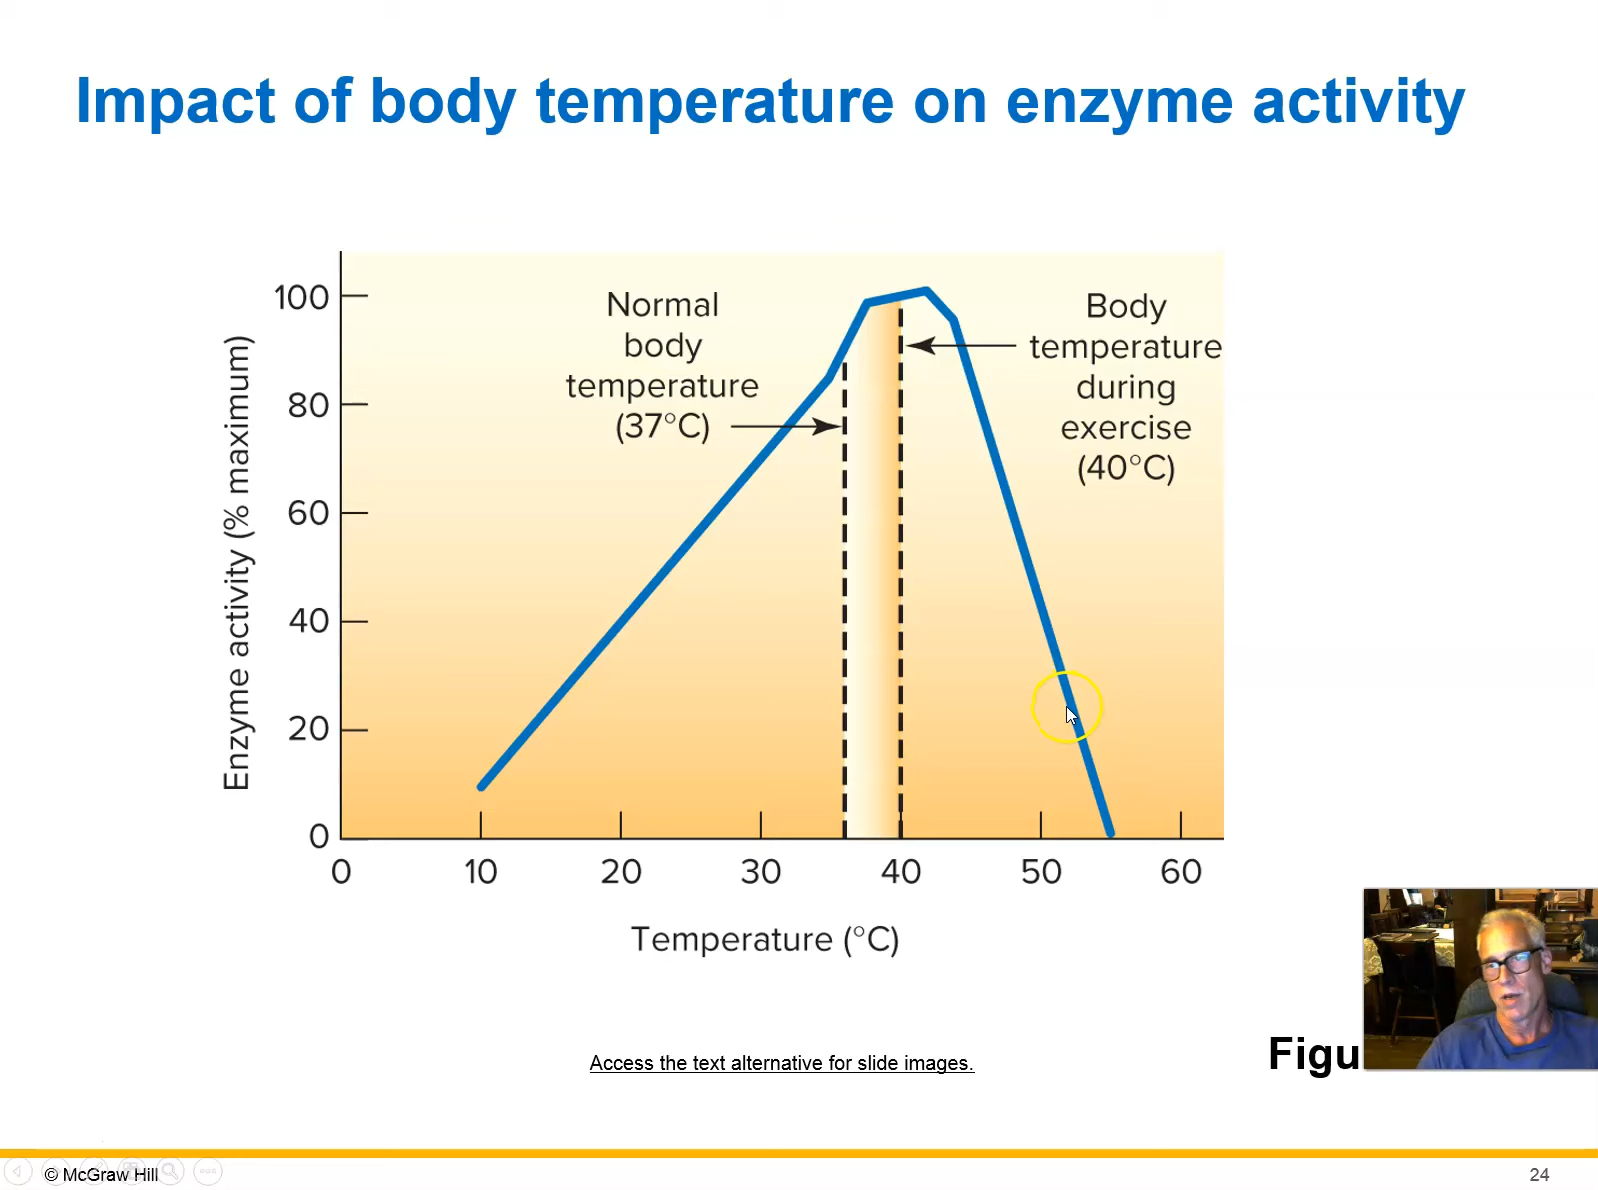 Impact of body temperature on enzyme activity
Enzyme activity (% maximum)
100
80
60
40
20
0
Normal
body
temperature
(37°C)
Body
temperature
during
exercise
(40°C)
0 10 20 30 40 50 60
Temperature (°C)
Access the text alternative for slide images.
Figu
© McGraw Hill
24